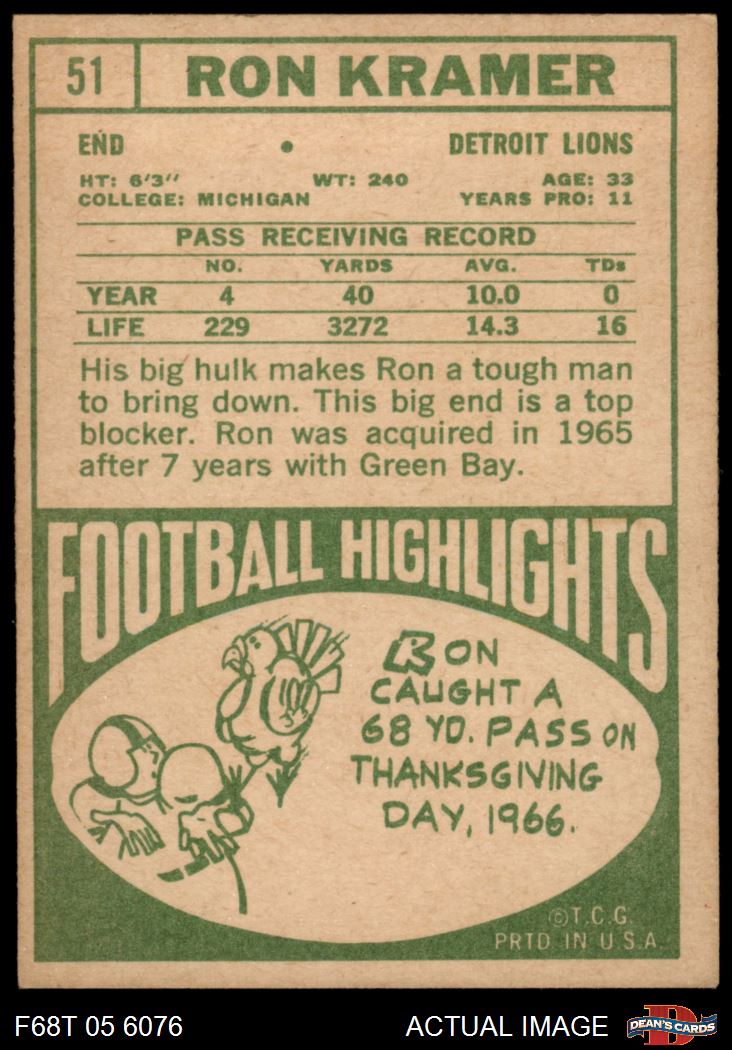 51 RON KRAMER
END • DETROIT LIONS
HT: 6'3" WT: 240 AGE: 33
COLLEGE: MICHIGAN YEARS PRO: 11
PASS RECEIVING RECORD
NO. YARDS AVG. TDs
YEAR 4 40 10.0 0
LIFE 229 3272 14.3 16
His big hulk makes Ron a tough man
to bring down. This big end is a top
blocker. Ron was acquired in 1965
after 7 years with Green Bay.
FOOTBALL HIGHLIGHTS
RON
CAUGHT A
68 YD. PASS ON
THANKSGIVING
DAY, 1966.
©T.C.G.
PRTD IN U.S.A.
F68T 05 6076 ACTUAL IMAGE D DEAN'S CARDS